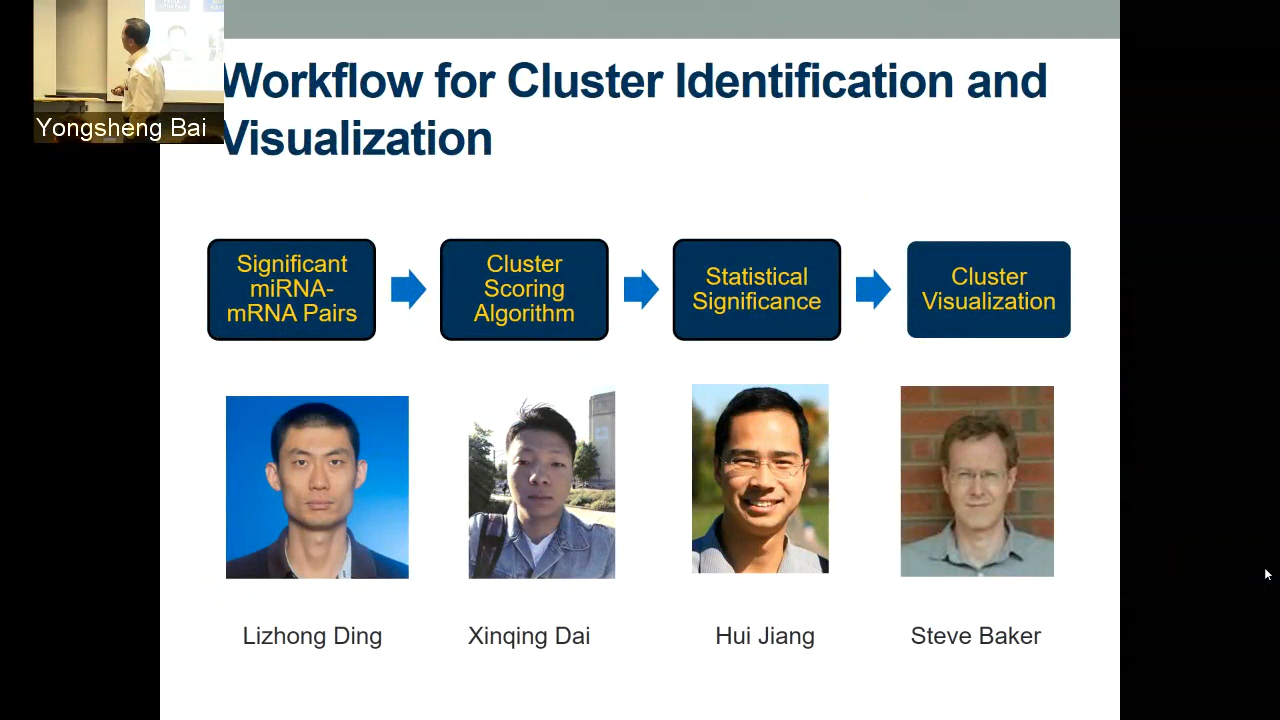 Yongsheng Bai
Workflow for Cluster Identification and
Visualization
Significant
miRNA-
mRNA Pairs
Cluster
Scoring
Algorithm
Statistical
Significance
Cluster
Visualization
Lizhong Ding
Xinqing Dai
Hui Jiang
Steve Baker